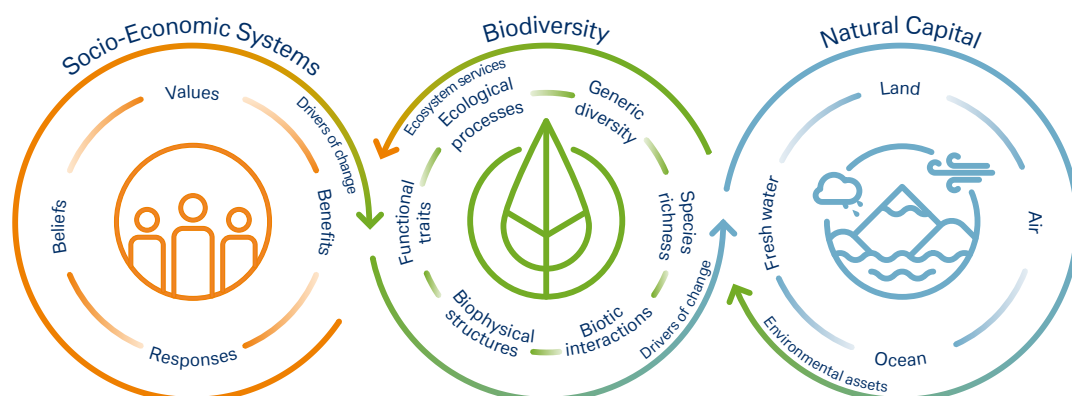 Socio-Economic Systems
Values
Drivers of change
Benefits
Responses
Beliefs
Biodiversity
Ecosystem services
Ecological
processes
Generic
diversity
Species
richness
Biotic
interactions
Biophysical
structures
Functional
traits
Drivers of change
Natural Capital
Land
Air
Ocean
Fresh water
Environmental assets